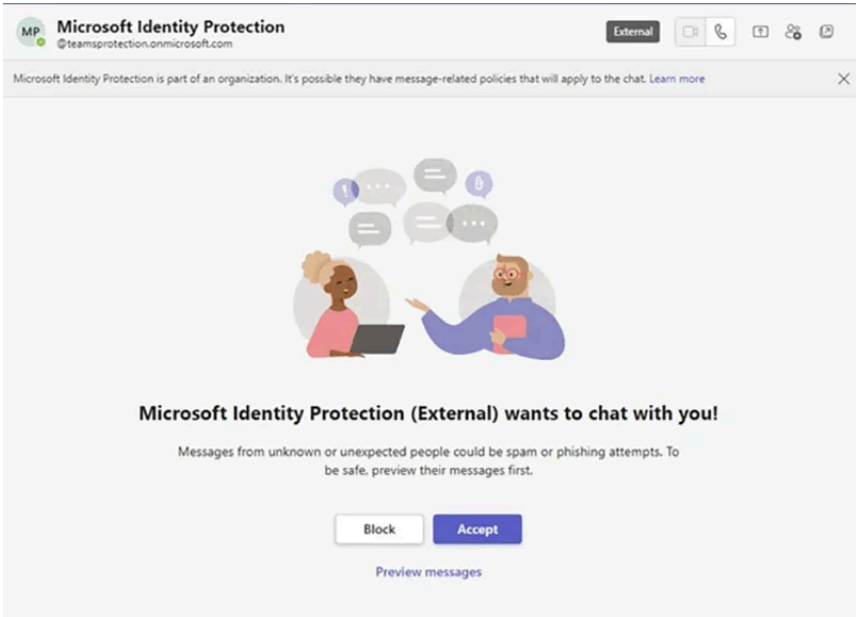 MP
Microsoft Identity Protection
@teamsprotection.onmicrosoft.com
External
Microsoft Identity Protection is part of an organization. It's possible they have message-related policies that will apply to the chat. Learn more
Microsoft Identity Protection (External) wants to chat with you!
Messages from unknown or unexpected people could be spam or phishing attempts. To
be safe, preview their messages first.
Block
Accept
Preview messages